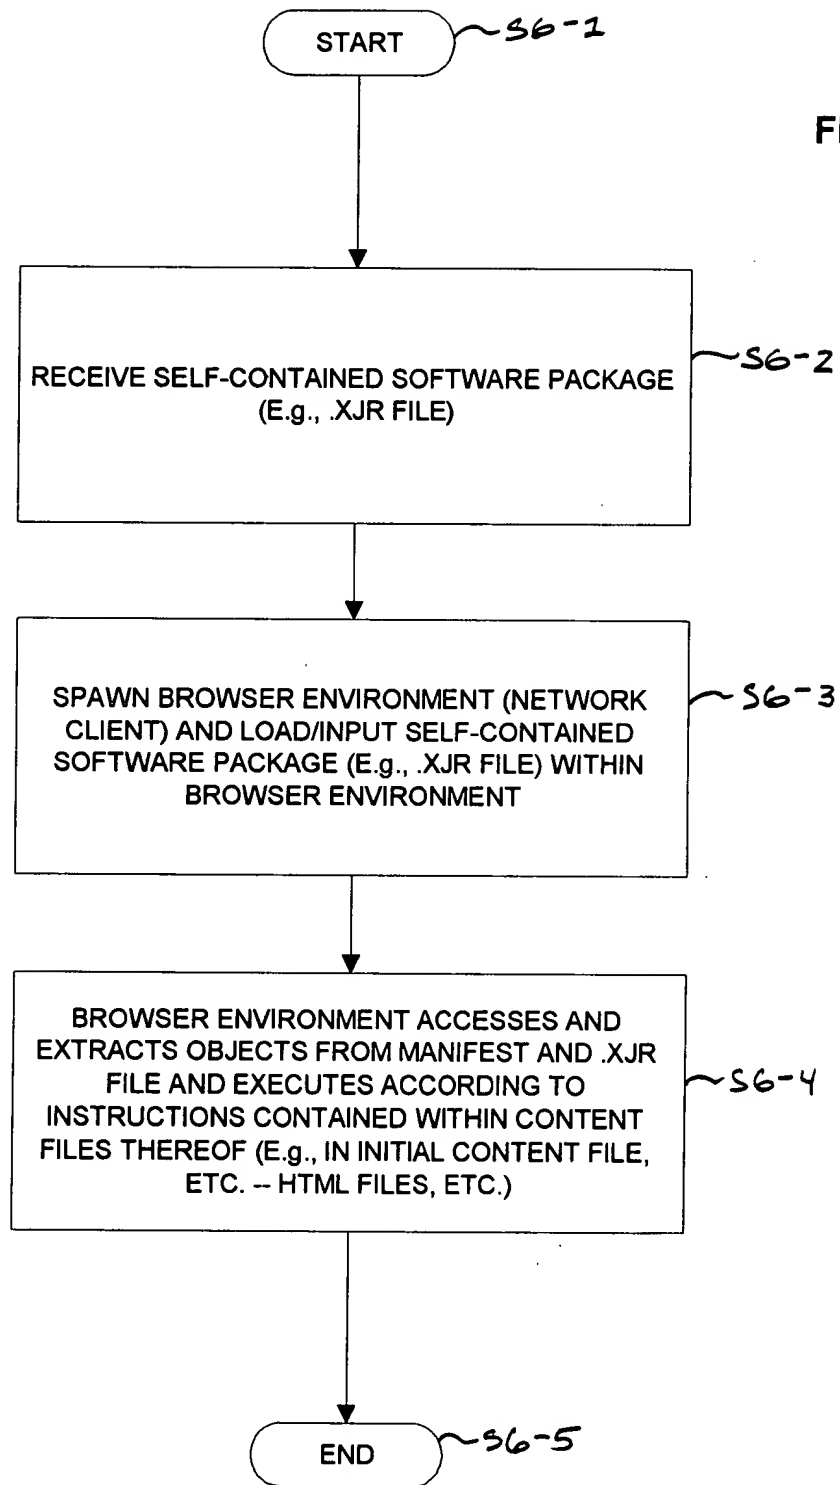 START
S6-1
RECEIVE SELF-CONTAINED SOFTWARE PACKAGE
(E.g., .XJR FILE)
S6-2
SPAWN BROWSER ENVIRONMENT (NETWORK
CLIENT) AND LOAD/INPUT SELF-CONTAINED
SOFTWARE PACKAGE (E.g., .XJR FILE) WITHIN
BROWSER ENVIRONMENT
S6-3
BROWSER ENVIRONMENT ACCESSES AND
EXTRACTS OBJECTS FROM MANIFEST AND .XJR
FILE AND EXECUTES ACCORDING TO
INSTRUCTIONS CONTAINED WITHIN CONTENT
FILES THEREOF (E.g., IN INITIAL CONTENT FILE,
ETC. -- HTML FILES, ETC.)
S6-4
END
S6-5